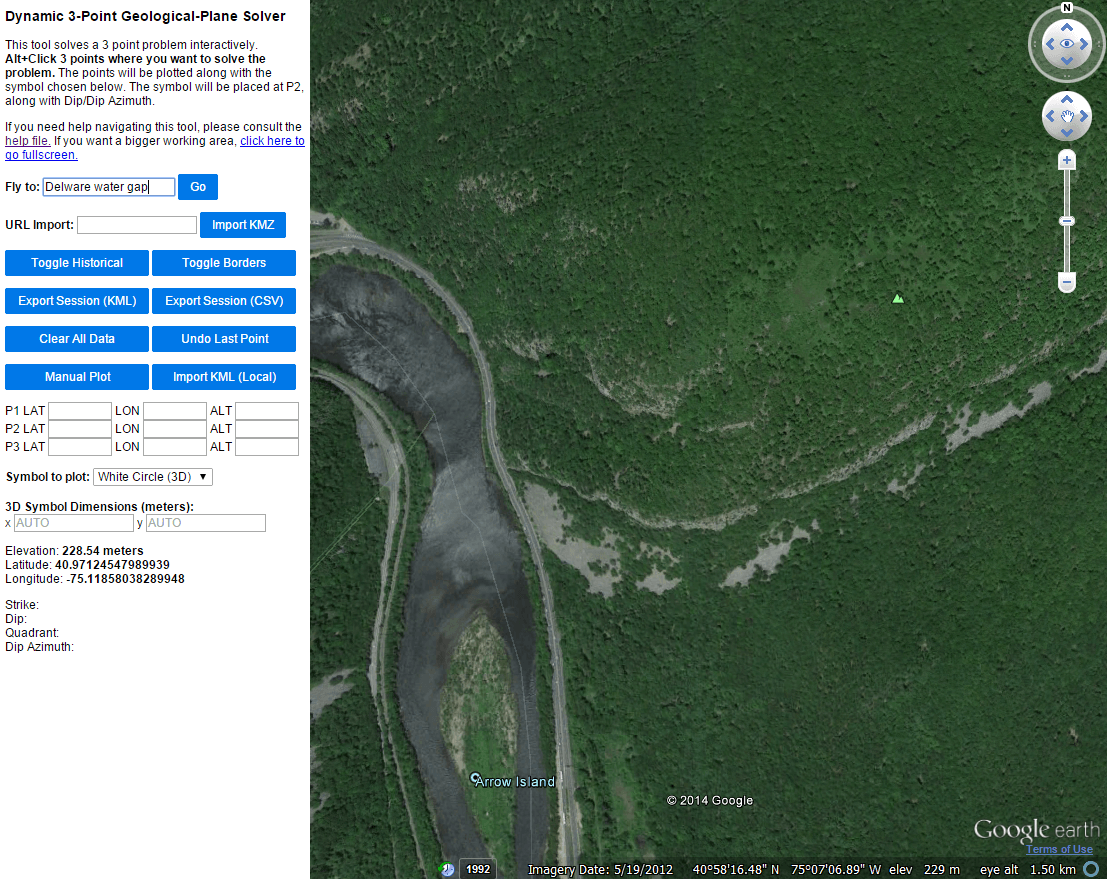 Dynamic 3-Point Geological-Plane Solver
This tool solves a 3 point problem interactively.
Alt+Click 3 points where you want to solve the
problem. The points will be plotted along with the
symbol chosen below. The symbol will be placed at P2,
along with Dip/Dip Azimuth.
If you need help navigating this tool, please consult the
help file. If you want a bigger working area, click here to
go fullscreen.
Fly to: Delware water gap Go
URL Import: Import KMZ
Toggle Historical Toggle Borders
Export Session (KML) Export Session (CSV)
Clear All Data Undo Last Point
Manual Plot Import KML (Local)
P1 LAT LON ALT
P2 LAT LON ALT
P3 LAT LON ALT
Symbol to plot: White Circle (3D)
3D Symbol Dimensions (meters):
x AUTO y AUTO
Elevation: 228.54 meters
Latitude: 40.97124547989939
Longitude: -75.11858038289948
Strike:
Dip:
Quadrant:
Dip Azimuth:
N
Arrow Island
© 2014 Google
Google earth
Terms of Use
1992 Imagery Date: 5/19/2012 40°58'16.48" N 75°07'06.89" W elev 229 m eye alt 1.50 km